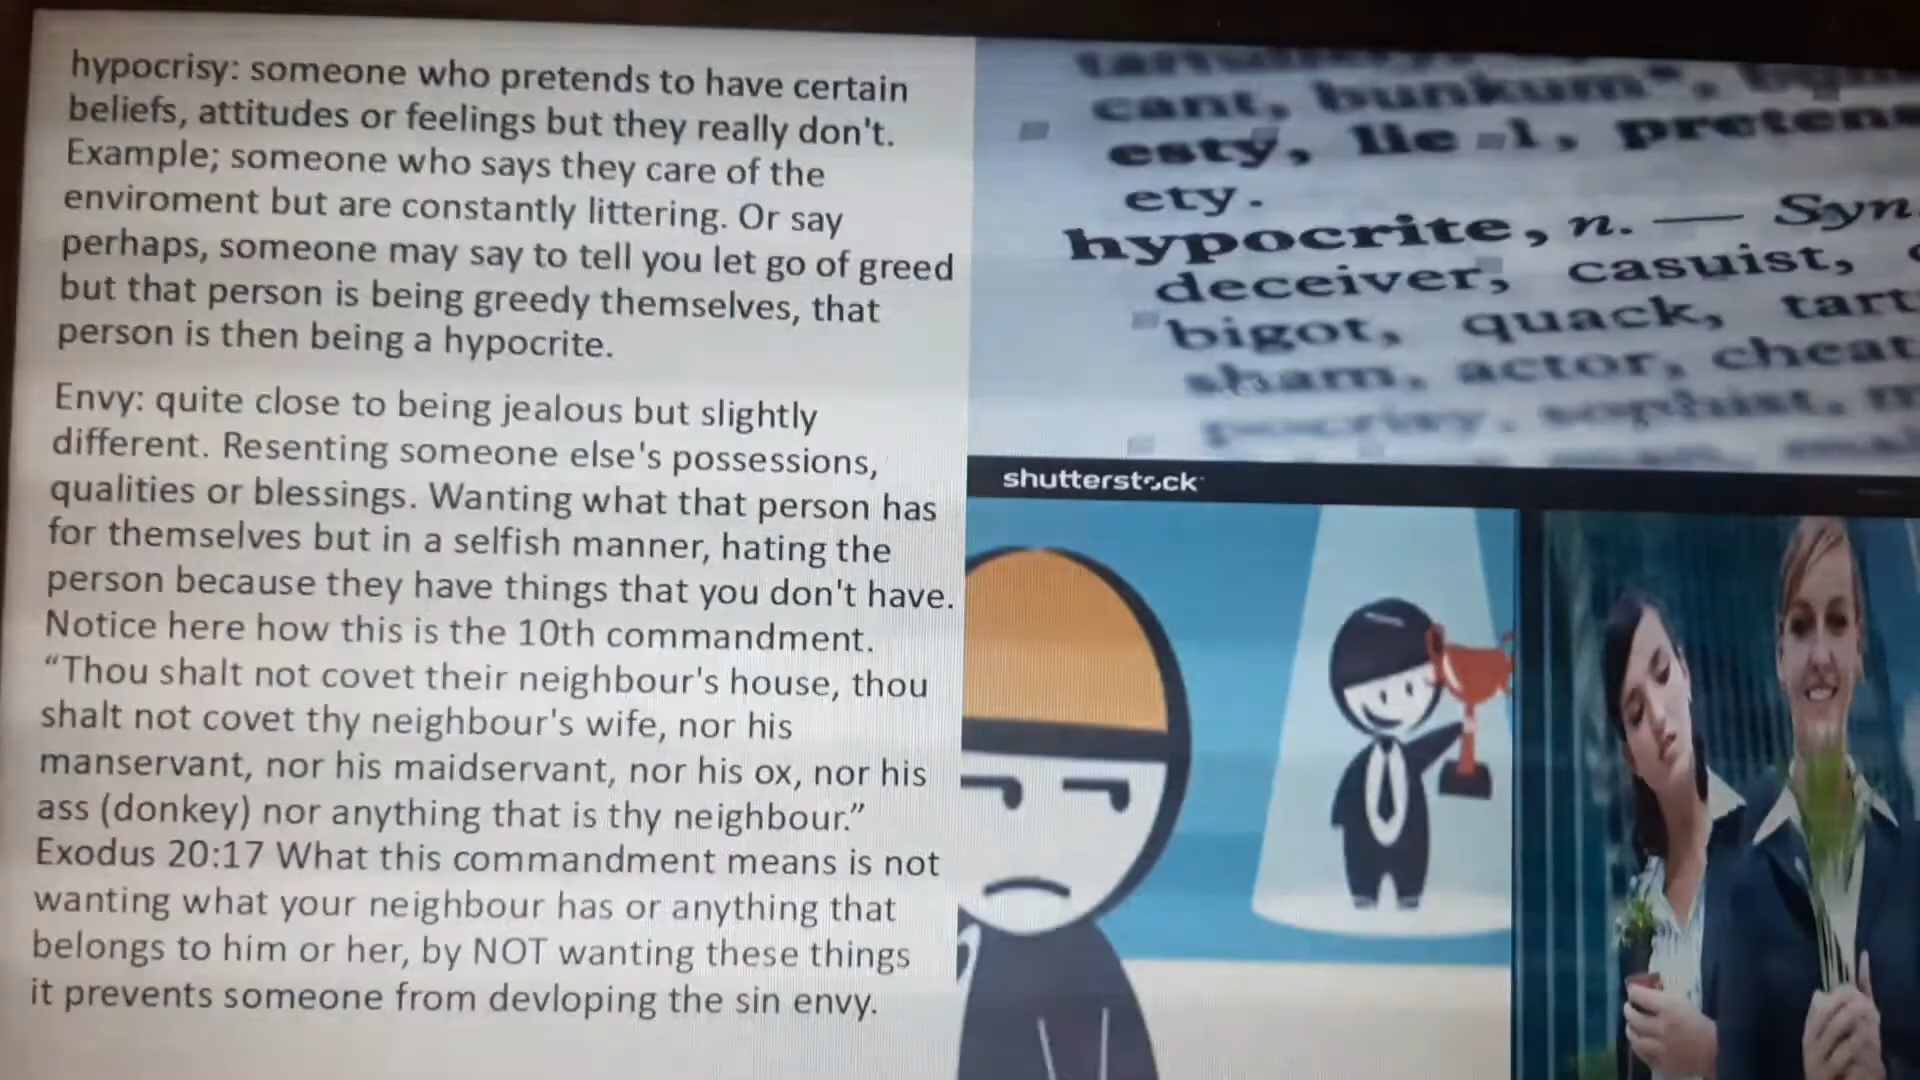 hypocrisy: someone who pretends to have certain
beliefs, attitudes or feelings but they really don't.
Example; someone who says they care of the
enviroment but are constantly littering. Or say
perhaps, someone may say to tell you let go of greed
but that person is being greedy themselves, that
person is then being a hypocrite.
Envy: quite close to being jealous but slightly
different. Resenting someone else's possessions,
qualities or blessings. Wanting what that person has
for themselves but in a selfish manner, hating the
person because they have things that you don't have.
Notice here how this is the 10th commandment.
“Thou shalt not covet their neighbour's house, thou
shalt not covet thy neighbour's wife, nor his
manservant, nor his maidservant, nor his ox, nor his
ass (donkey) nor anything that is thy neighbour.”
Exodus 20:17 What this commandment means is not
wanting what your neighbour has or anything that
belongs to him or her, by NOT wanting these things
it prevents someone from devloping the sin envy.
cant, bunkum*,
esty, lie 1, pretens
ety.
hypocrite, n. — Syn.
deceiver, casuist,
bigot, quack, tart
sham, actor, cheat
sophist,
shutterstock